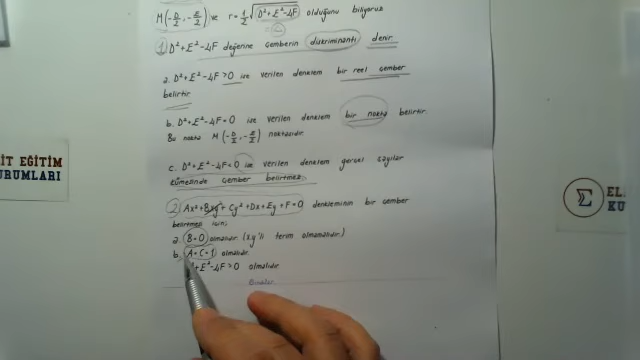 M(-D/2, -E/2) ve r=1/2 √D²+E²-4F olduğunu biliyoruz
1 D²+E²-4F değerine çemberin diskriminantı denir
a. D²+E²-4F>0 ise verilen denklem bir reel çember
belirtir
b. D²+E²-4F=0 ise verilen denklem bir nokta belirtir.
Bu nokta M(-D/2, -E/2) noktasıdır.
c. D²+E²-4F=0 ise verilen denklem gerçel sayılar
kümesinde çember belirtmez.
2. Ax²+Bxy+Cy²+Dx+Ey+F=0 denkleminin bir çember
belirtmesi için;
a. B=0 olmalıdır. (xy'li terim olmamalıdır.)
b. A=C=1 olmalıdır.
²+E²-4F>0 olmalıdır.
İT EĞİTİM
URUMLARI
Σ
EL
KU